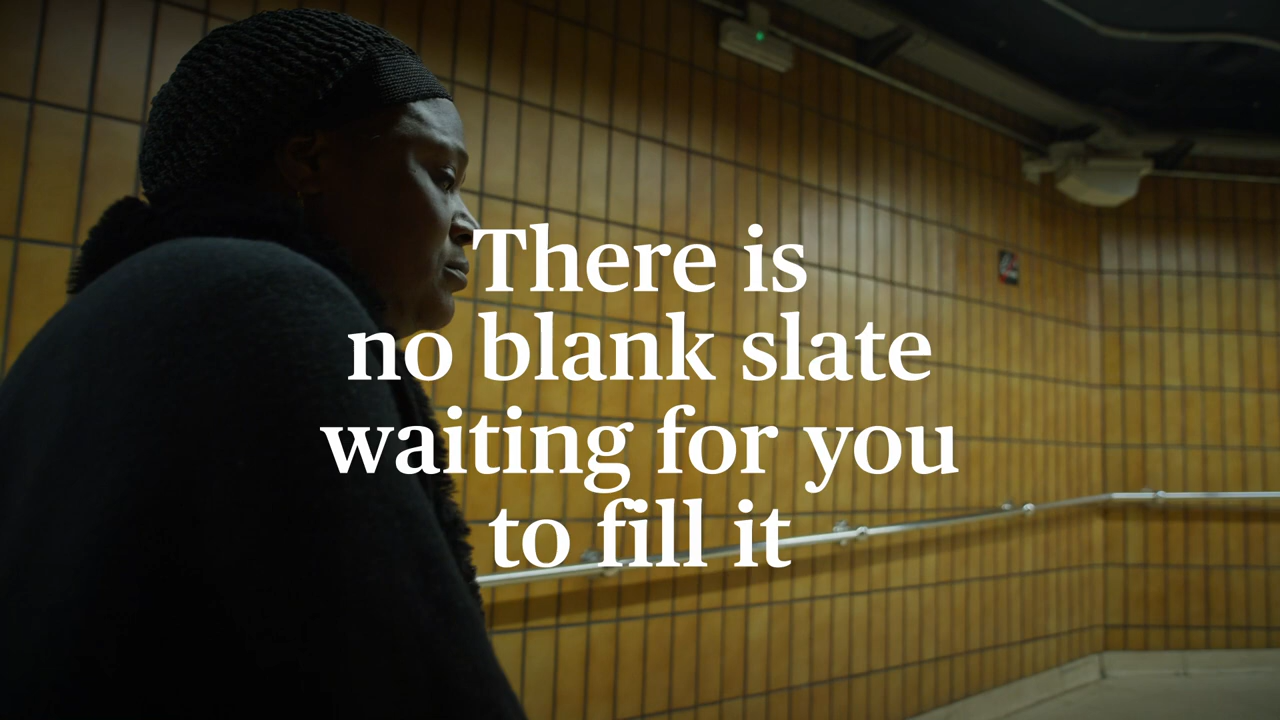 There is
no blank slate
waiting for you
to fill it